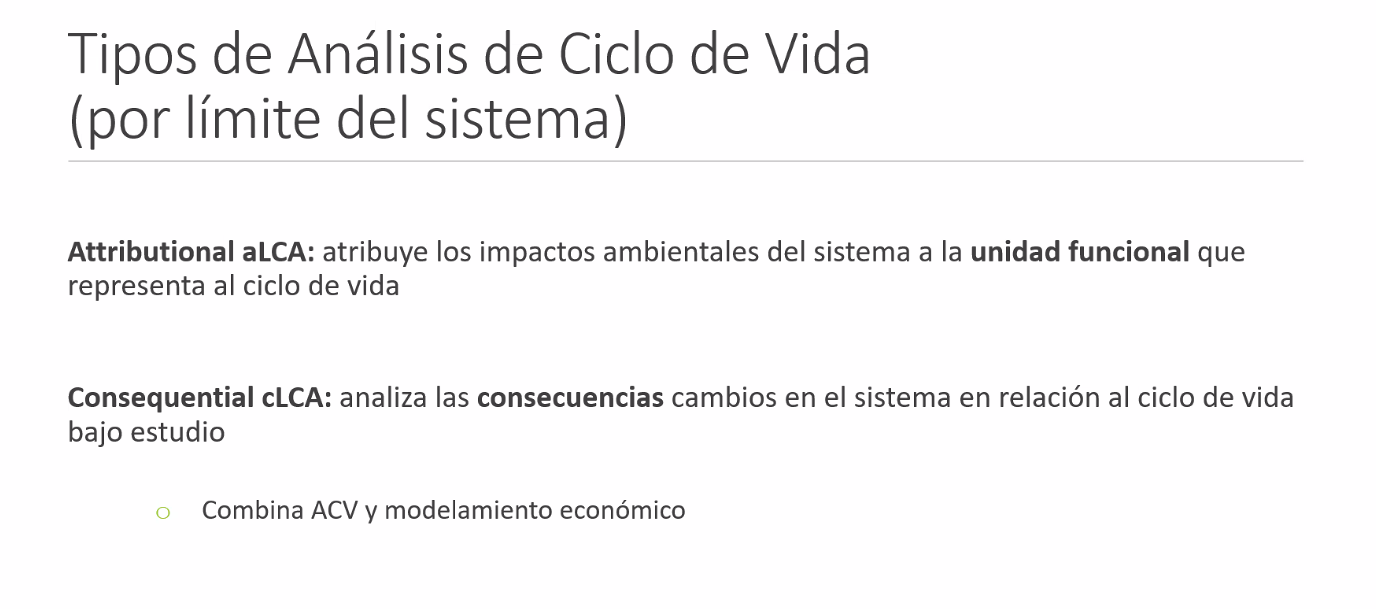 Tipos de Análisis de Ciclo de Vida
(por límite del sistema)
Attributional aLCA: atribuye los impactos ambientales del sistema a la unidad funcional que
representa al ciclo de vida
Consequential cLCA: analiza las consecuencias cambios en el sistema en relación al ciclo de vida
bajo estudio
o Combina ACV y modelamiento económico